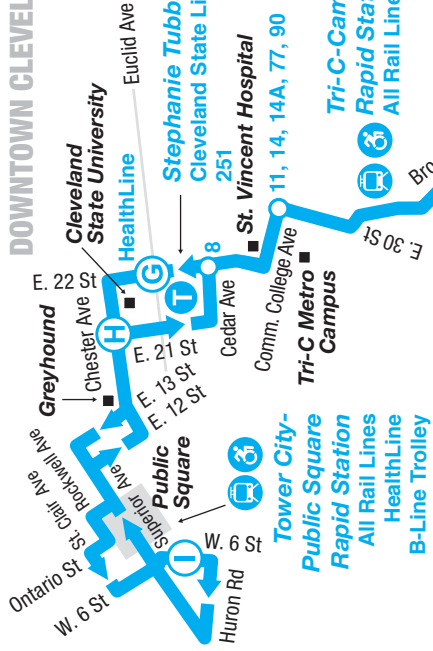 DOWNTOWN CLEVEL
Euclid Ave
Stephanie Tubb
Cleveland State Li
251
HealthLine
Cleveland
State University
St. Vincent Hospital
11, 14, 14A, 77, 90
Tri-C-Cam
Rapid Stat
All Rail Line
E. 22 St
G
T
8
H
Chester Ave
Greyhound
E. 21 St
Cedar Ave
Comm. College Ave
Tri-C Metro
Campus
E. 30 St
Bro
E. 13 St
E. 12 St
Rockwell Ave
St. Clair Ave
Ontario St
W. 6 St
Superior Ave
Public
Square
I
W. 6 St
Huron Rd
Tower City-
Public Square
Rapid Station
All Rail Lines
HealthLine
B-Line Trolley